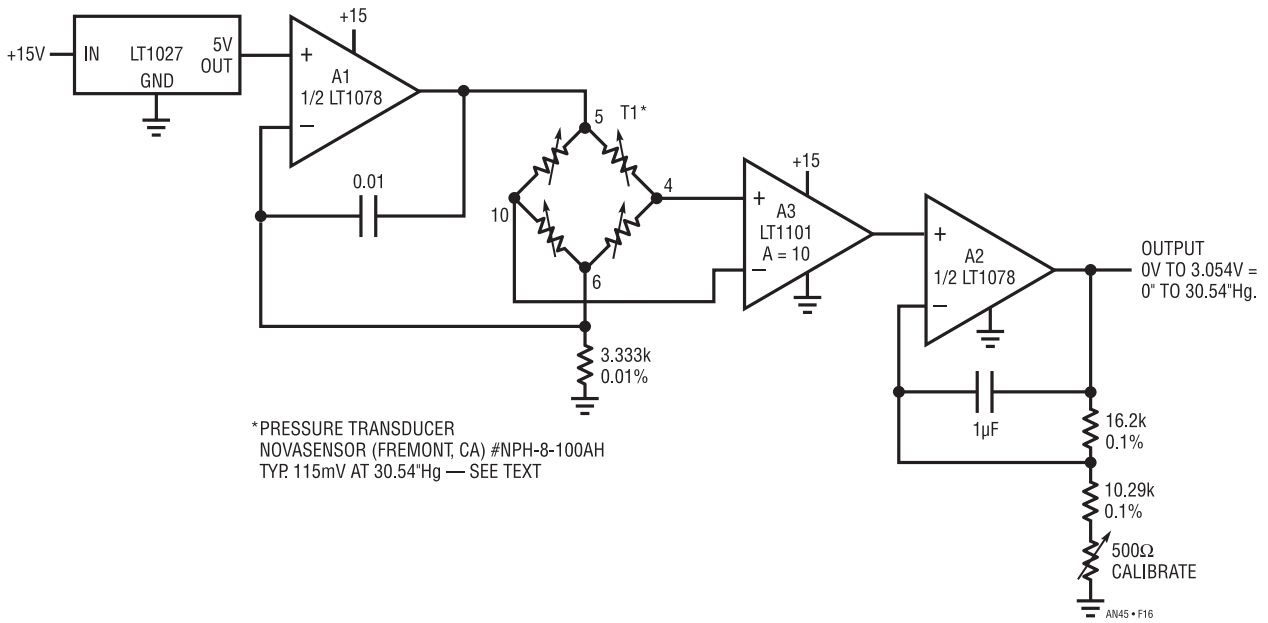 +15V
IN
LT1027
5V
OUT
GND
+15
+
A1
1/2 LT1078
–
0.01
5
T1*
10
4
6
3.333k
0.01%
+15
+
A3
LT1101
A = 10
–
+
A2
1/2 LT1078
–
OUTPUT
0V TO 3.054V =
0" TO 30.54"Hg.
1µF
16.2k
0.1%
10.29k
0.1%
500Ω
CALIBRATE
*PRESSURE TRANSDUCER
NOVASENSOR (FREMONT, CA) #NPH-8-100AH
TYP. 115mV AT 30.54"Hg — SEE TEXT
AN45 • F16